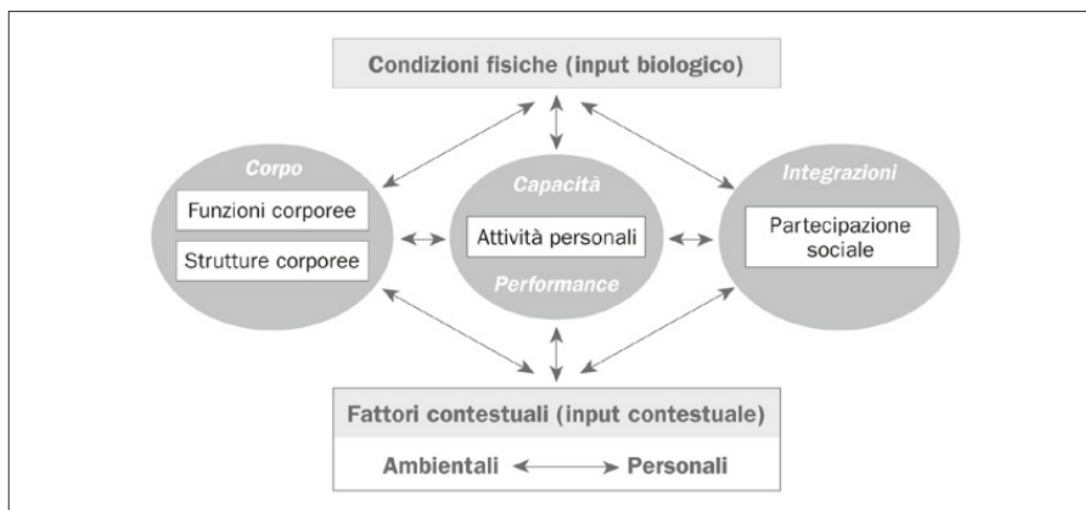 Condizioni fisiche (input biologico)
Corpo
Funzioni corporee
Strutture corporee
Capacità
Attività personali
Performance
Integrazioni
Partecipazione
sociale
Fattori contestuali (input contestuale)
Ambientali
Personali